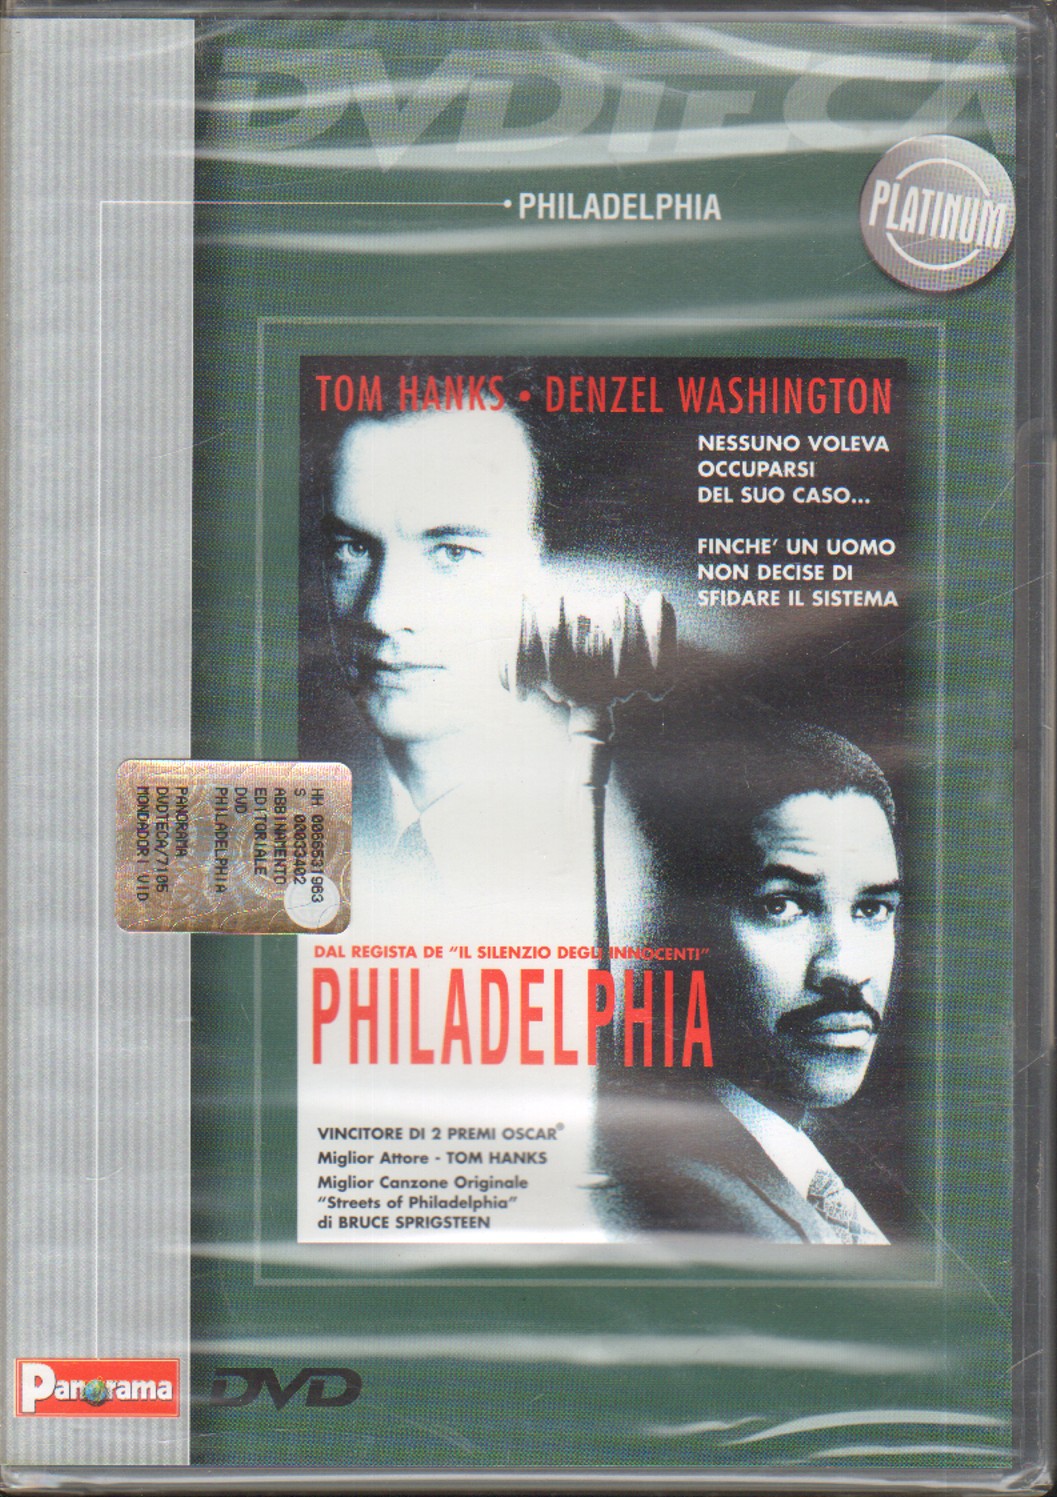 DVDTECA
PHILADELPHIA
PLATINUM
TOM HANKS • DENZEL WASHINGTON
NESSUNO VOLEVA
OCCUPARSI
DEL SUO CASO...
FINCHE' UN UOMO
NON DECISE DI
SFIDARE IL SISTEMA
HH 0066531963
S 00033402
ABBINAMENTO
EDITORIALE
DVD
PHILADELPHIA
PANORAMA
DVDTECA/7105
MONDADORI VID
DAL REGISTA DE "IL SILENZIO DEGLI INNOCENTI"
PHILADELPHIA
VINCITORE DI 2 PREMI OSCAR®
Miglior Attore - TOM HANKS
Miglior Canzone Originale
"Streets of Philadelphia"
di BRUCE SPRIGSTEEN
Panorama
DVD